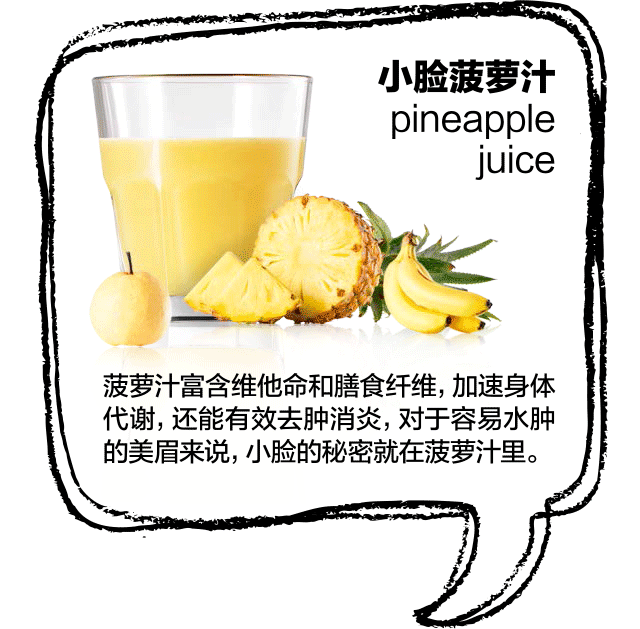 小脸菠萝汁
pineapple
juice
菠萝汁富含维他命和膳食纤维，加速身体
代谢，还能有效去肿消炎，对于容易水肿
的美眉来说，小脸的秘密就在菠萝汁里。